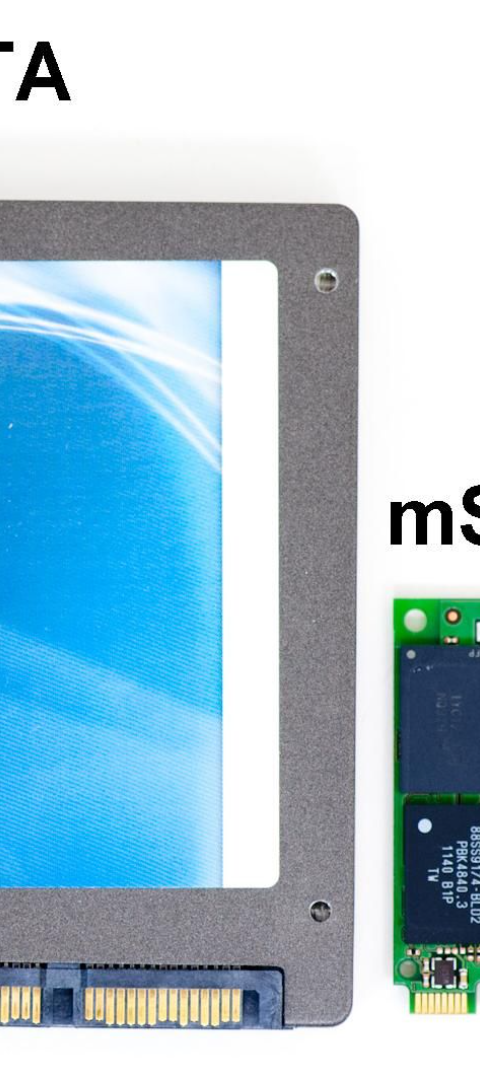 TA
mS
88SS9174-BLD2
PBK4840.3
1140 B1P
TW